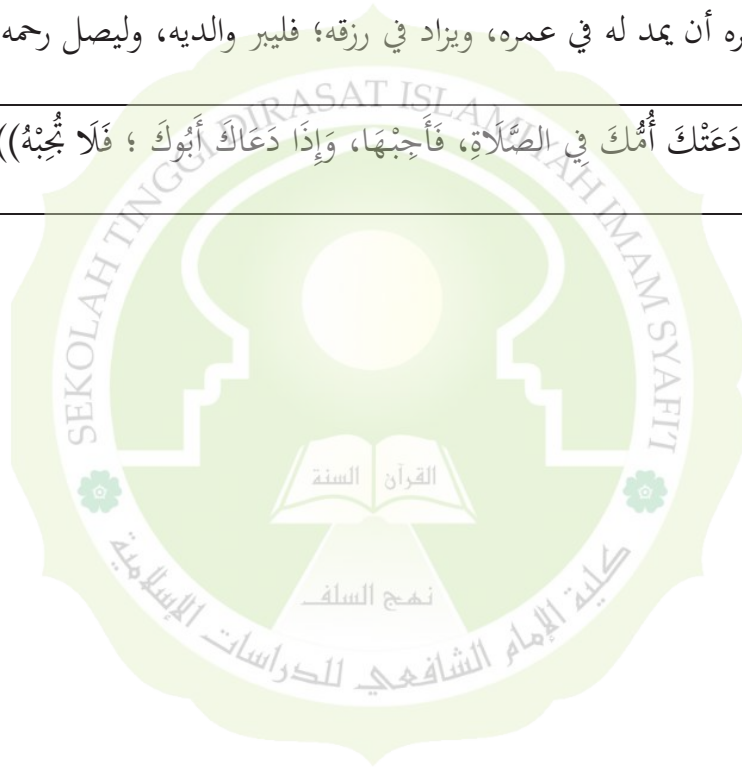 ره أن يمد له في عمره، ويزاد في رزقه؛ فليبر والديه، وليصل رحمه
دَعَتْكَ أُمُّكَ فِي الصَّلَاةِ، فَأَجِبْهَا، وَإِذَا دَعَاكَ أَبُوكَ ؛ فَلَا تُجِبْهُ))
SEKOLAH TINGGI DIRASAT ISLAMIYAH IMAM SYAFI'I
السنة القرآن
نهج السلف
كلية الإمام الشافعي للدراسات الإسلامية